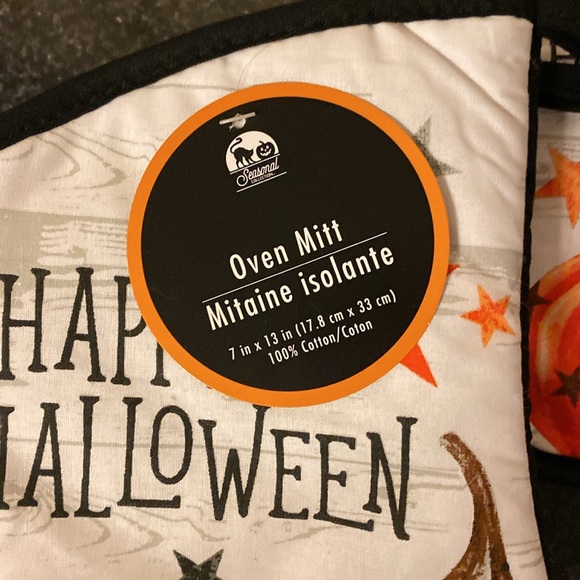 Seasonal
COLLECTION
Oven Mitt
Mitaine isolante
7 in x 13 in (17.8 cm x 33 cm)
100% Cotton/Coton
HAPP
HALLOWEEN